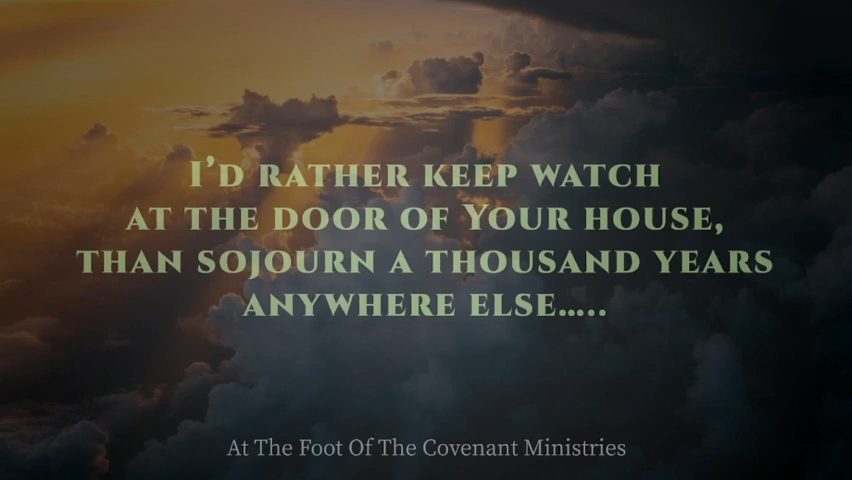 I’d rather keep watch
at the door of Your house,
than sojourn a thousand years
anywhere else.....
At The Foot Of The Covenant Ministries